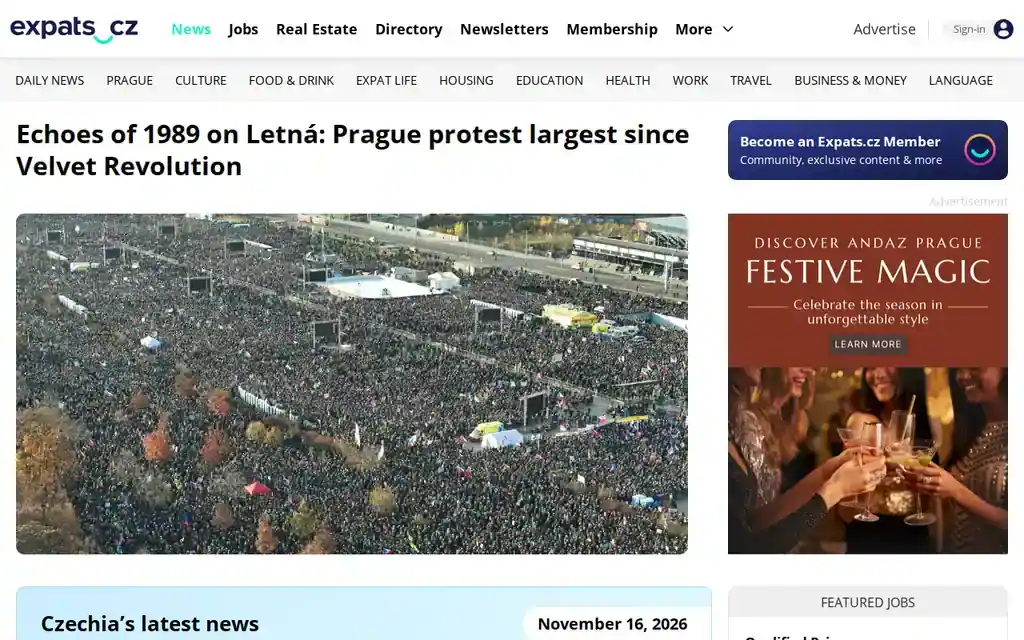 expats cz
News
Jobs
Real Estate
Directory
Newsletters
Membership
More
Advertise
Sign-in
DAILY NEWS
PRAGUE
CULTURE
FOOD & DRINK
EXPAT LIFE
HOUSING
EDUCATION
HEALTH
WORK
TRAVEL
BUSINESS & MONEY
LANGUAGE
Echoes of 1989 on Letná: Prague protest largest since
Velvet Revolution
Become an Expats.cz Member
Community, exclusive content & more
Advertisement
DISCOVER ANDAZ PRAGUE
FESTIVE MAGIC
Celebrate the season in
unforgettable style
LEARN MORE
Czechia’s latest news
November 16, 2026
FEATURED JOBS